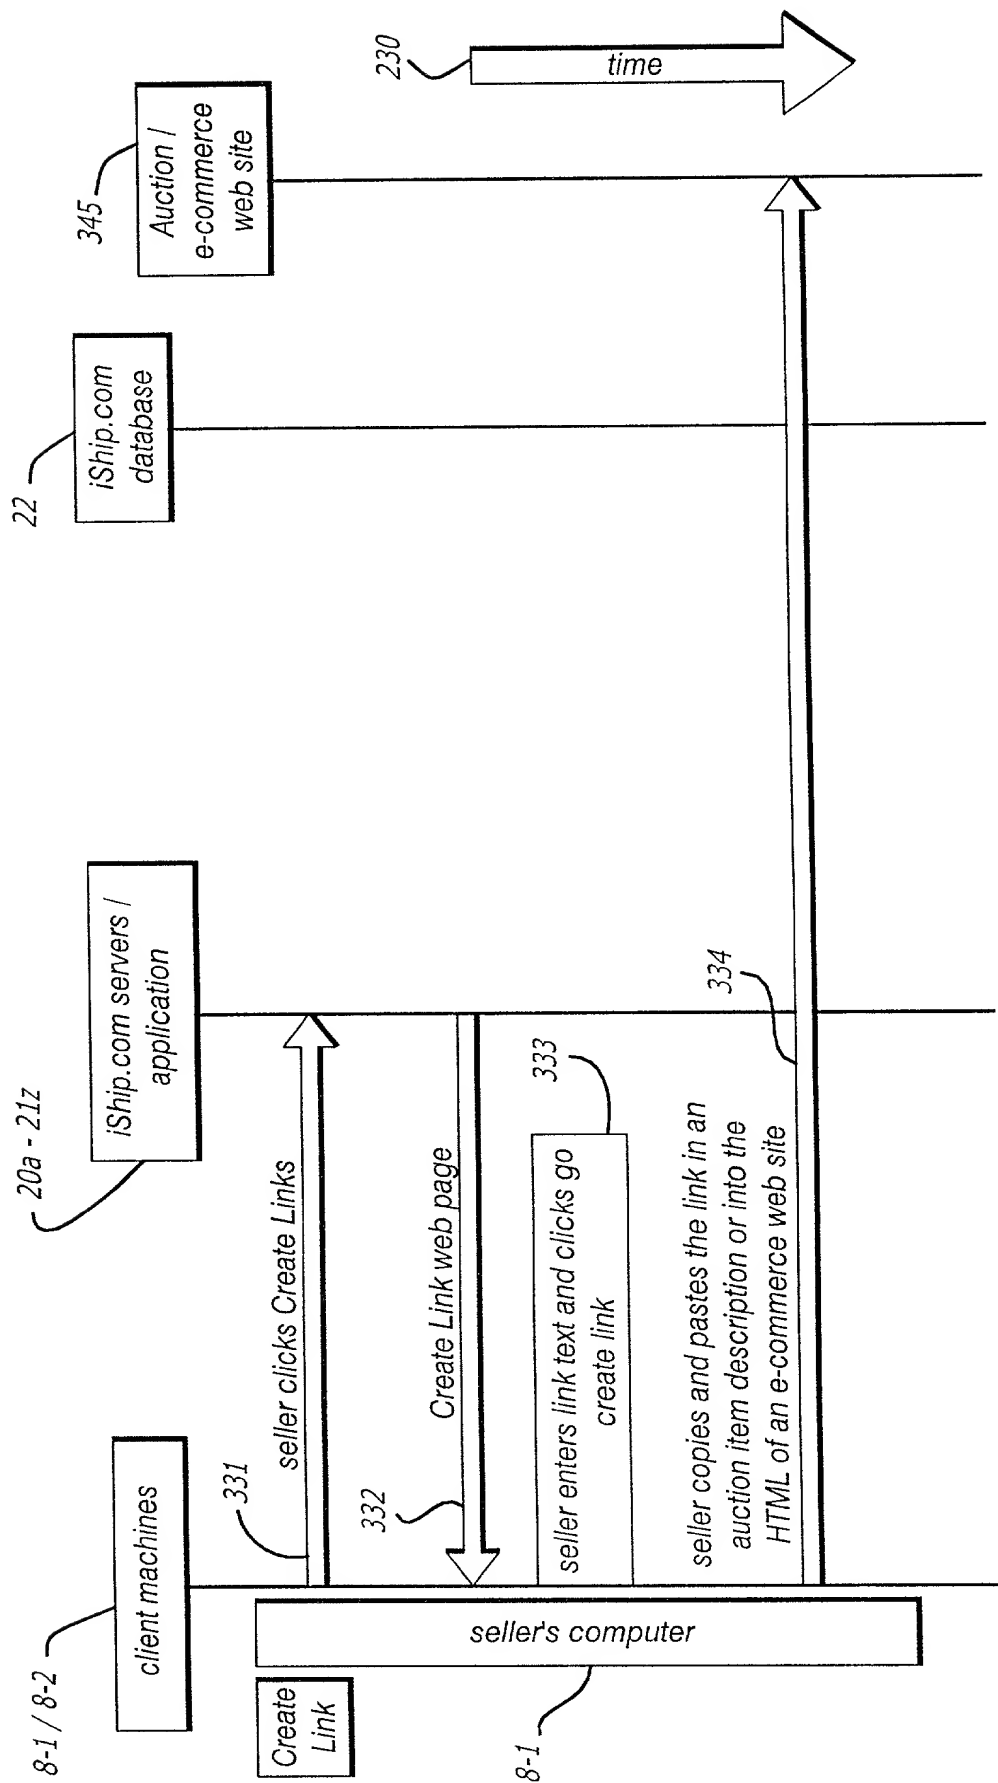 8-1 / 8-2
client machines
20a - 21z
iShip.com servers /
application
22
iShip.com
database
345
Auction /
e-commerce
web site
230
time
Create
Link
331
seller clicks Create Links
332
Create Link web page
seller enters link text and clicks go
create link
333
seller copies and pastes the link in an
auction item description or into the
HTML of an e-commerce web site
334
seller's computer
8-1